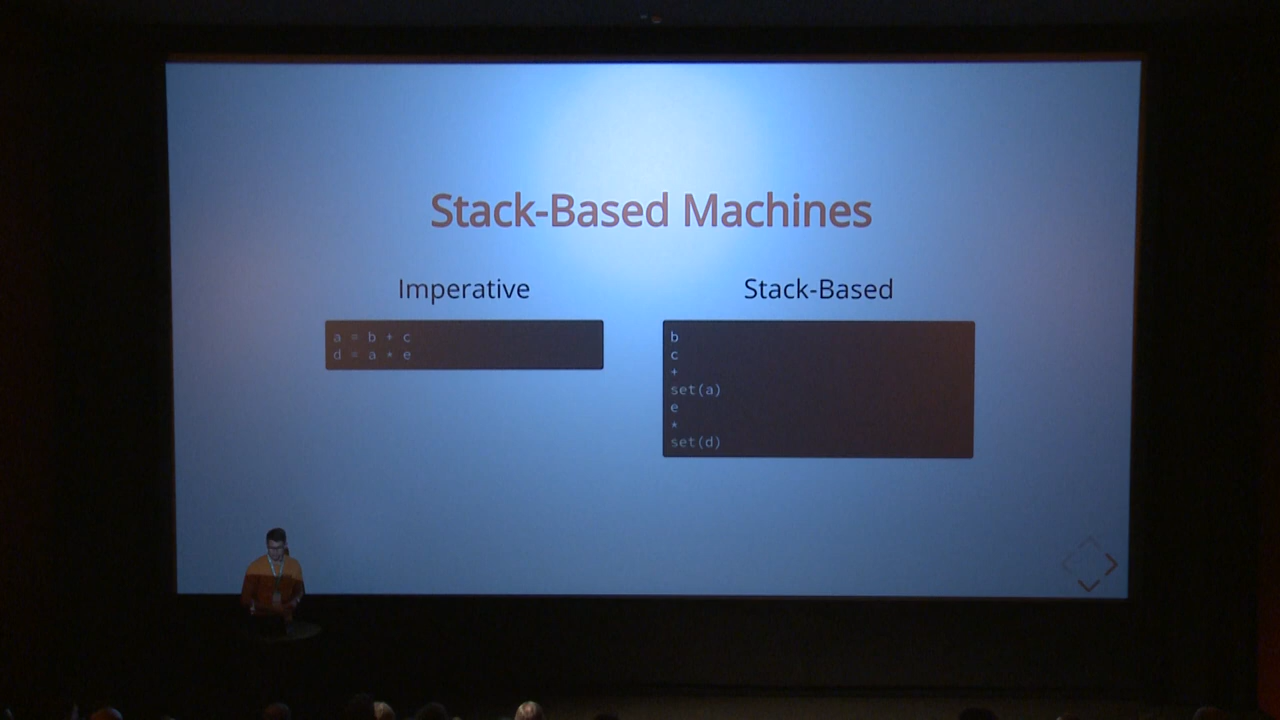 Stack-Based Machines
Imperative
a = b + c
d = a * e
Stack-Based
b
c
+
set(a)
e
*
set(d)